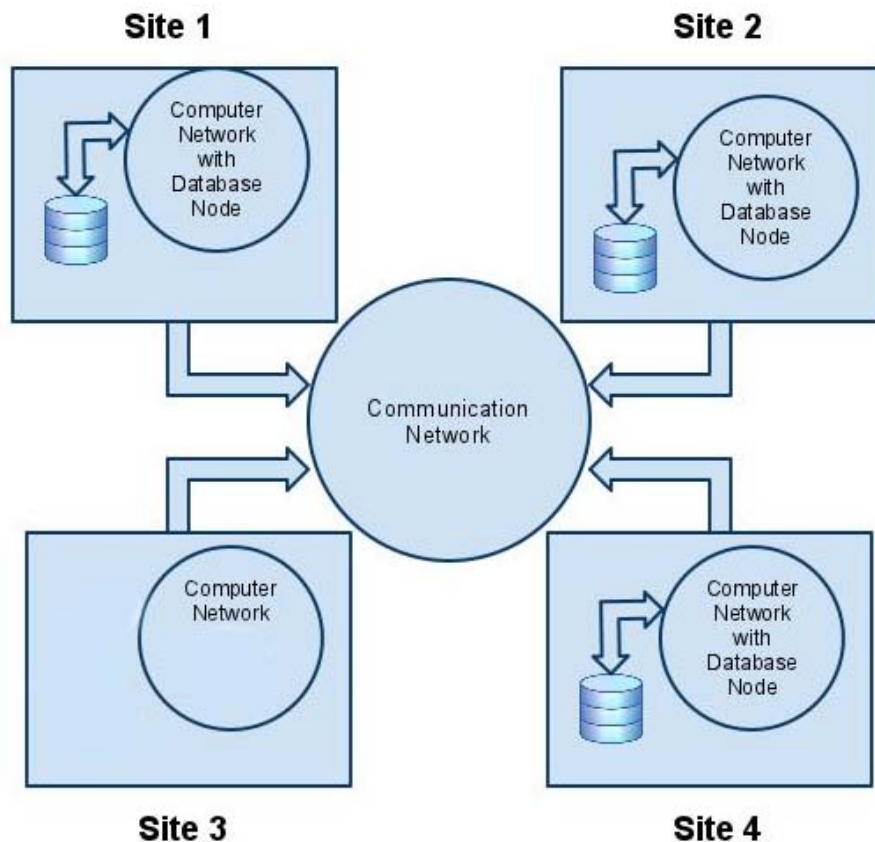 Site 1
Site 2
Computer
Network
with
Database
Node
Computer
Network
with
Database
Node
Communication
Network
Computer
Network
Computer
Network
with
Database
Node
Site 3
Site 4